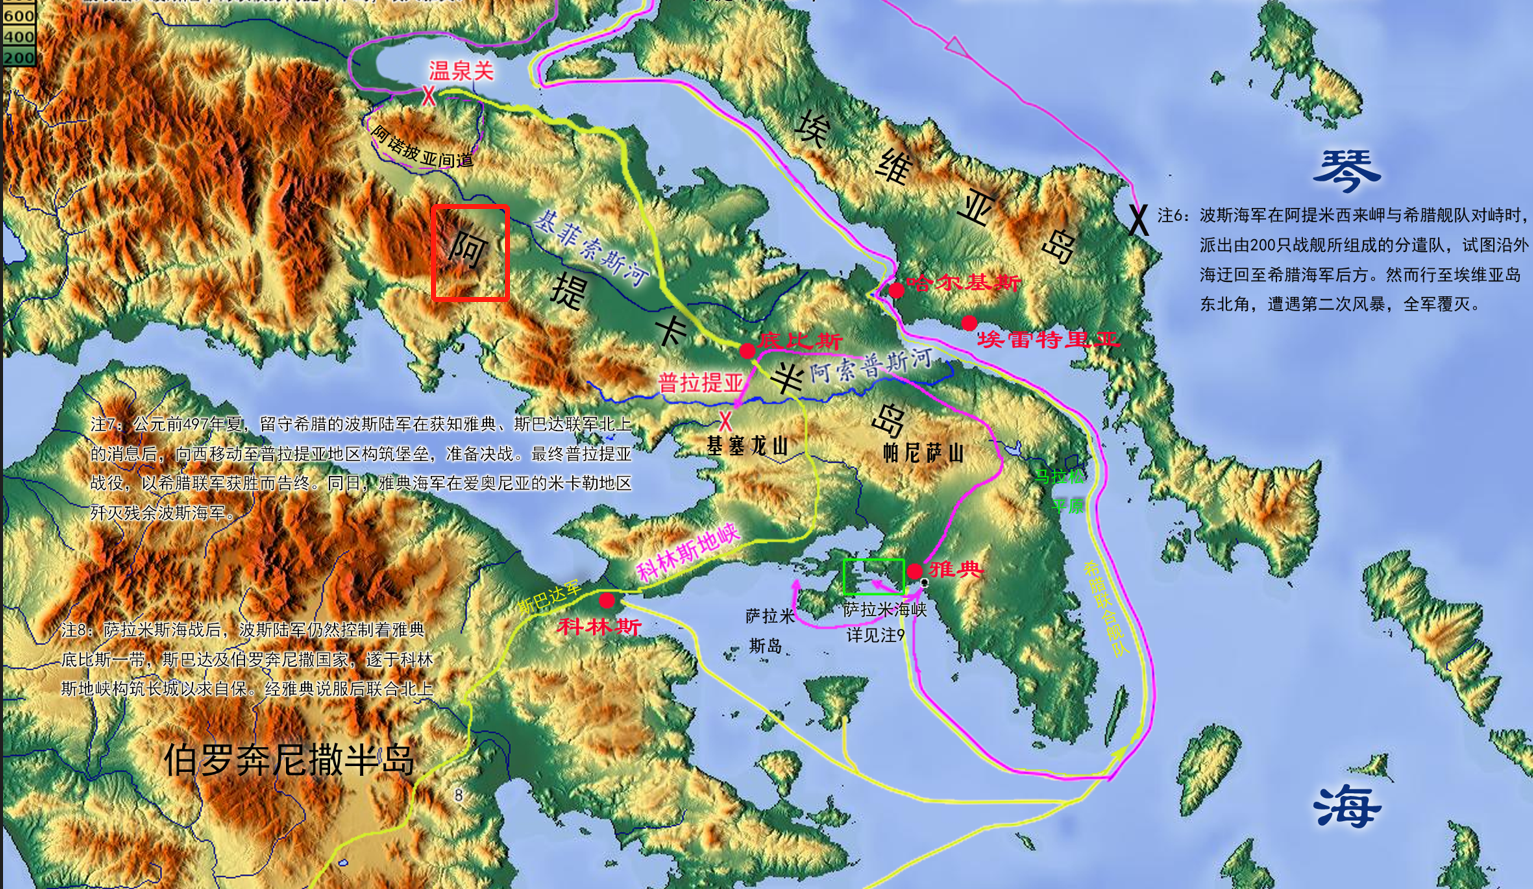 600
400
200
温泉关
阿诺披亚间道
埃维亚岛
琴
注6：波斯海军在阿提米西来岬与希腊舰队对峙时，
派出由200只战舰所组成的分遣队，试图沿外
海迂回至希腊海军后方。然而行至埃维亚岛
东北角，遭遇第二次风暴，全军覆灭。
阿提卡半岛
基菲索斯河
哈尔基斯
埃雷特里亚
底比斯
阿索普斯河
普拉提亚
基塞龙山
帕尼萨山
注7：公元前497年夏，留守希腊的波斯陆军在获知雅典、斯巴达联军北上
的消息后，向西移动至普拉提亚地区构筑堡垒，准备决战。最终普拉提亚
战役，以希腊联军获胜而告终。同日，雅典海军在爱奥尼亚的米卡勒地区
歼灭残余波斯海军。
马拉松
平原
科林斯地峡
雅典
希腊联合舰队
斯巴达军
科林斯
萨拉米
斯岛
萨拉米海峡
详见注9
注8：萨拉米斯海战后，波斯陆军仍然控制着雅典
底比斯一带，斯巴达及伯罗奔尼撒国家，遂于科林
斯地峡构筑长城以求自保。经雅典说服后联合北上
伯罗奔尼撒半岛
8
海